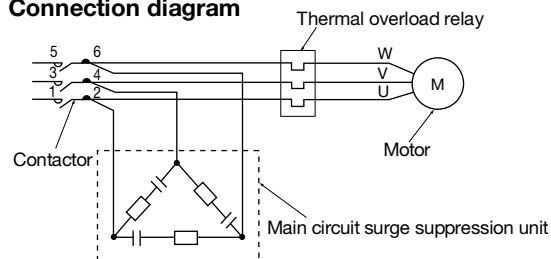 Connection diagram
Thermal overload relay
5 6 W
3 4 V
1 2 U
M
Contactor
Motor
Main circuit surge suppression unit